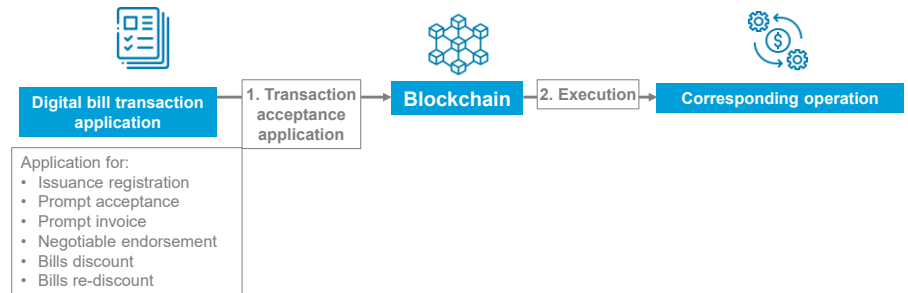 Digital bill transaction
application
1. Transaction
acceptance
application
Blockchain
2. Execution
Corresponding operation
Application for:
• Issuance registration
• Prompt acceptance
• Prompt invoice
• Negotiable endorsement
• Bills discount
• Bills re-discount